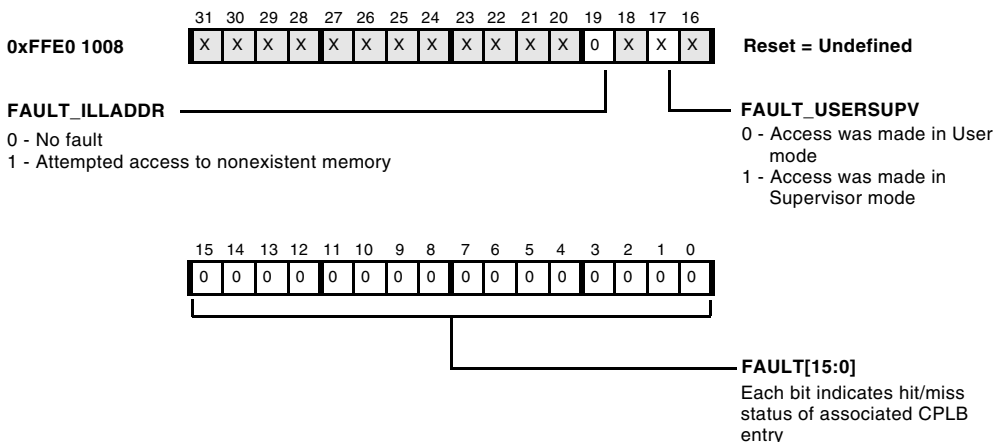 31 30 29 28 27 26 25 24 23 22 21 20 19 18 17 16
0xFFE0 1008 X X X X X X X X X X X X 0 X X X Reset = Undefined
FAULT_ILLADDR
0 - No fault
1 - Attempted access to nonexistent memory
FAULT_USERSUPV
0 - Access was made in User
mode
1 - Access was made in
Supervisor mode
15 14 13 12 11 10 9 8 7 6 5 4 3 2 1 0
0 0 0 0 0 0 0 0 0 0 0 0 0 0 0 0
FAULT[15:0]
Each bit indicates hit/miss
status of associated CPLB
entry